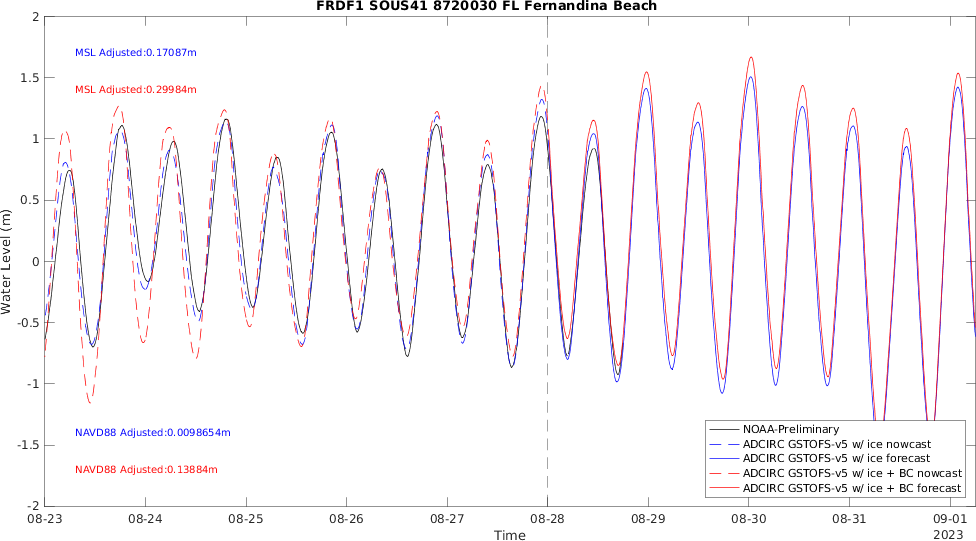 FRDF1 SOUS41 8720030 FL Fernandina Beach
2
1.5
1
0.5
0
-0.5
-1
-1.5
-2
Water Level (m)
MSL Adjusted:0.17087m
MSL Adjusted:0.29984m
NAVD88 Adjusted:0.0098654m
NAVD88 Adjusted:0.13884m
NOAA-Preliminary
ADCIRC GSTOFS-v5 w/ ice nowcast
ADCIRC GSTOFS-v5 w/ ice forecast
ADCIRC GSTOFS-v5 w/ ice + BC nowcast
ADCIRC GSTOFS-v5 w/ ice + BC forecast
08-23 08-24 08-25 08-26 08-27 08-28 08-29 08-30 08-31 09-01
2023
Time